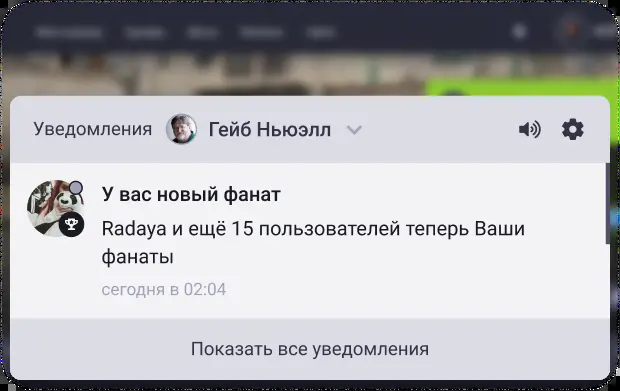 Уведомления
Гейб Ньюэлл
У вас новый фанат
Radaya и ещё 15 пользователей теперь Ваши
фанаты
сегодня в 02:04
Показать все уведомления